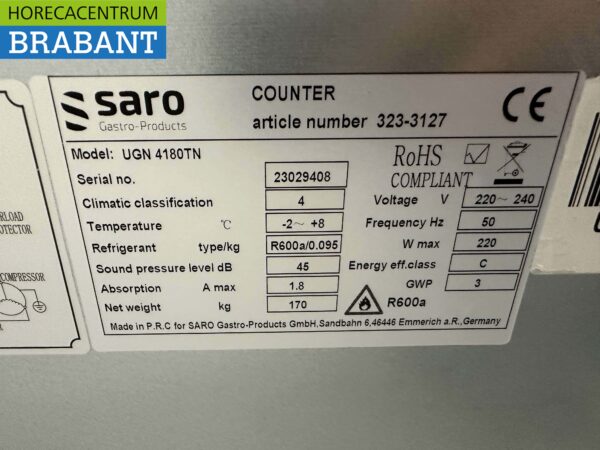 HORECACENTRUM
BRABANT
saro
Gastro-Products
COUNTER
article number 323-3127
CE
Model: UGN 4180TN
RoHS
COMPLIANT
Serial no. 23029408
Climatic classification 4
Temperature ℃ -2~ +8
Refrigerant type/kg R600a/0.095
Sound pressure level dB 45
Absorption A max 1.8
Net weight kg 170
Voltage V 220~ 240
Frequency Hz 50
W max 220
Energy eff.class C
GWP 3
R600a
Made in P.R.C for SARO Gastro-Products GmbH,Sandbahn 6,46446 Emmerich a.R.,Germany
COMPRESSOR